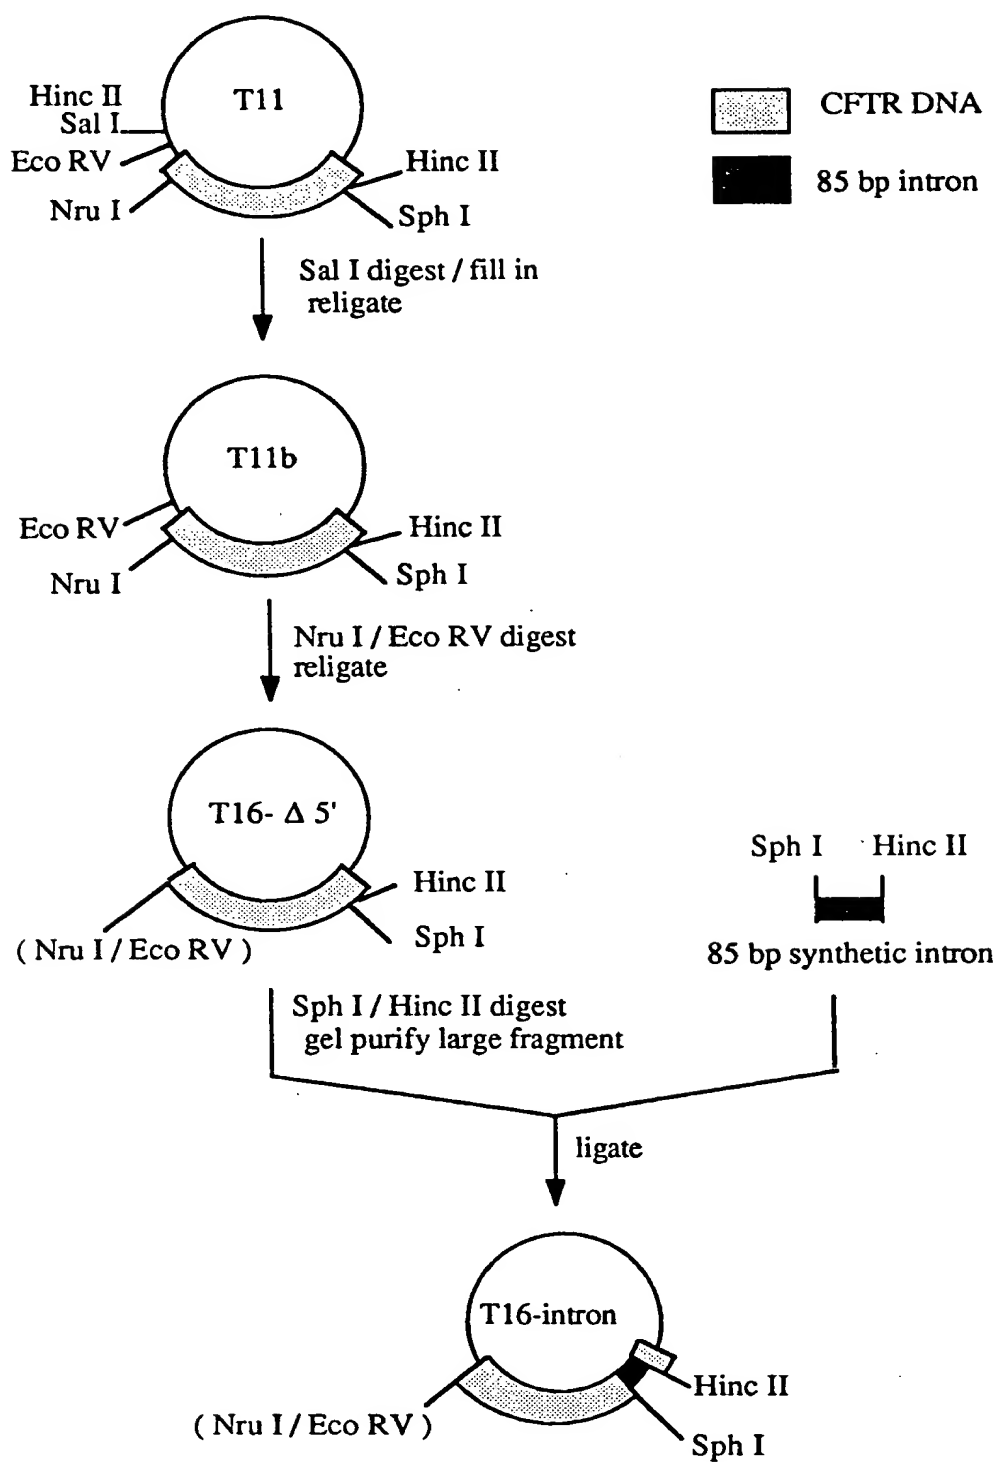 T11
Hinc II
Sal I
Eco RV
Nru I
Hinc II
Sph I
CFTR DNA
85 bp intron
Sal I digest / fill in
religate
T11b
Eco RV
Nru I
Hinc II
Sph I
Nru I / Eco RV digest
religate
T16- Δ 5'
Hinc II
Sph I
( Nru I / Eco RV )
Sph I
Hinc II
85 bp synthetic intron
Sph I / Hinc II digest
gel purify large fragment
ligate
T16-intron
Hinc II
Sph I
( Nru I / Eco RV )